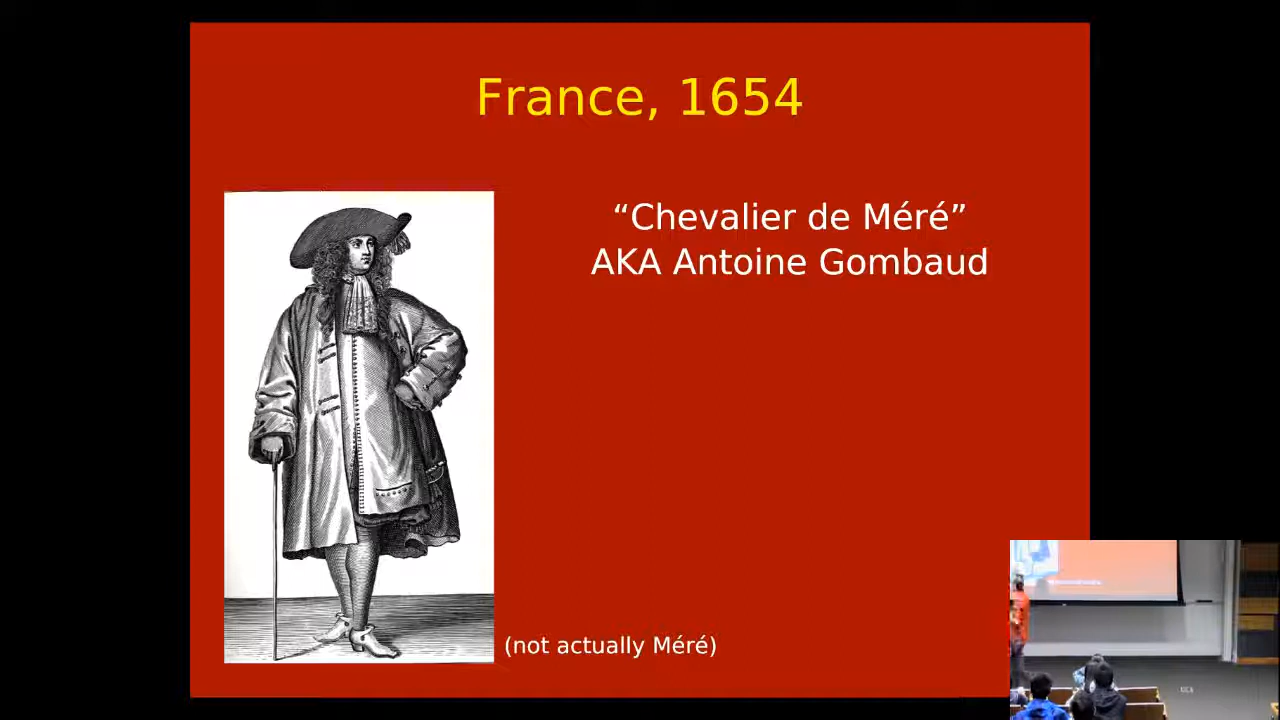 France, 1654
“Chevalier de Méré”
AKA Antoine Gombaud
(not actually Méré)